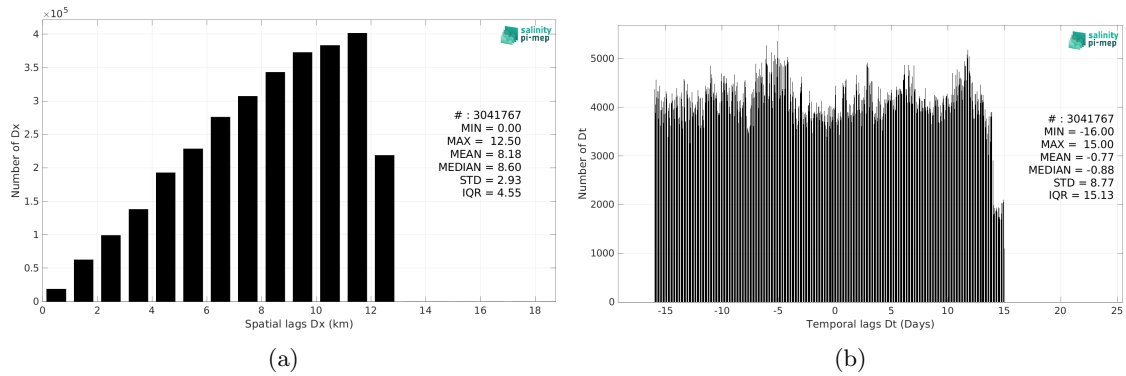 ×10^5
4
3.5
3
2.5
2
1.5
1
0.5
0
Number of Dx
0 2 4 6 8 10 12 14 16 18
Spatial lags Dx (km)
salinity
pi-mep
# : 3041767
MIN = 0.00
MAX = 12.50
MEAN = 8.18
MEDIAN = 8.60
STD = 2.93
IQR = 4.55
(a)
5000
4000
3000
2000
1000
0
Number of Dt
-15 -10 -5 0 5 10 15 20 25
Temporal lags Dt (Days)
salinity
pi-mep
# : 3041767
MIN = -16.00
MAX = 15.00
MEAN = -0.77
MEDIAN = -0.88
STD = 8.77
IQR = 15.13
(b)